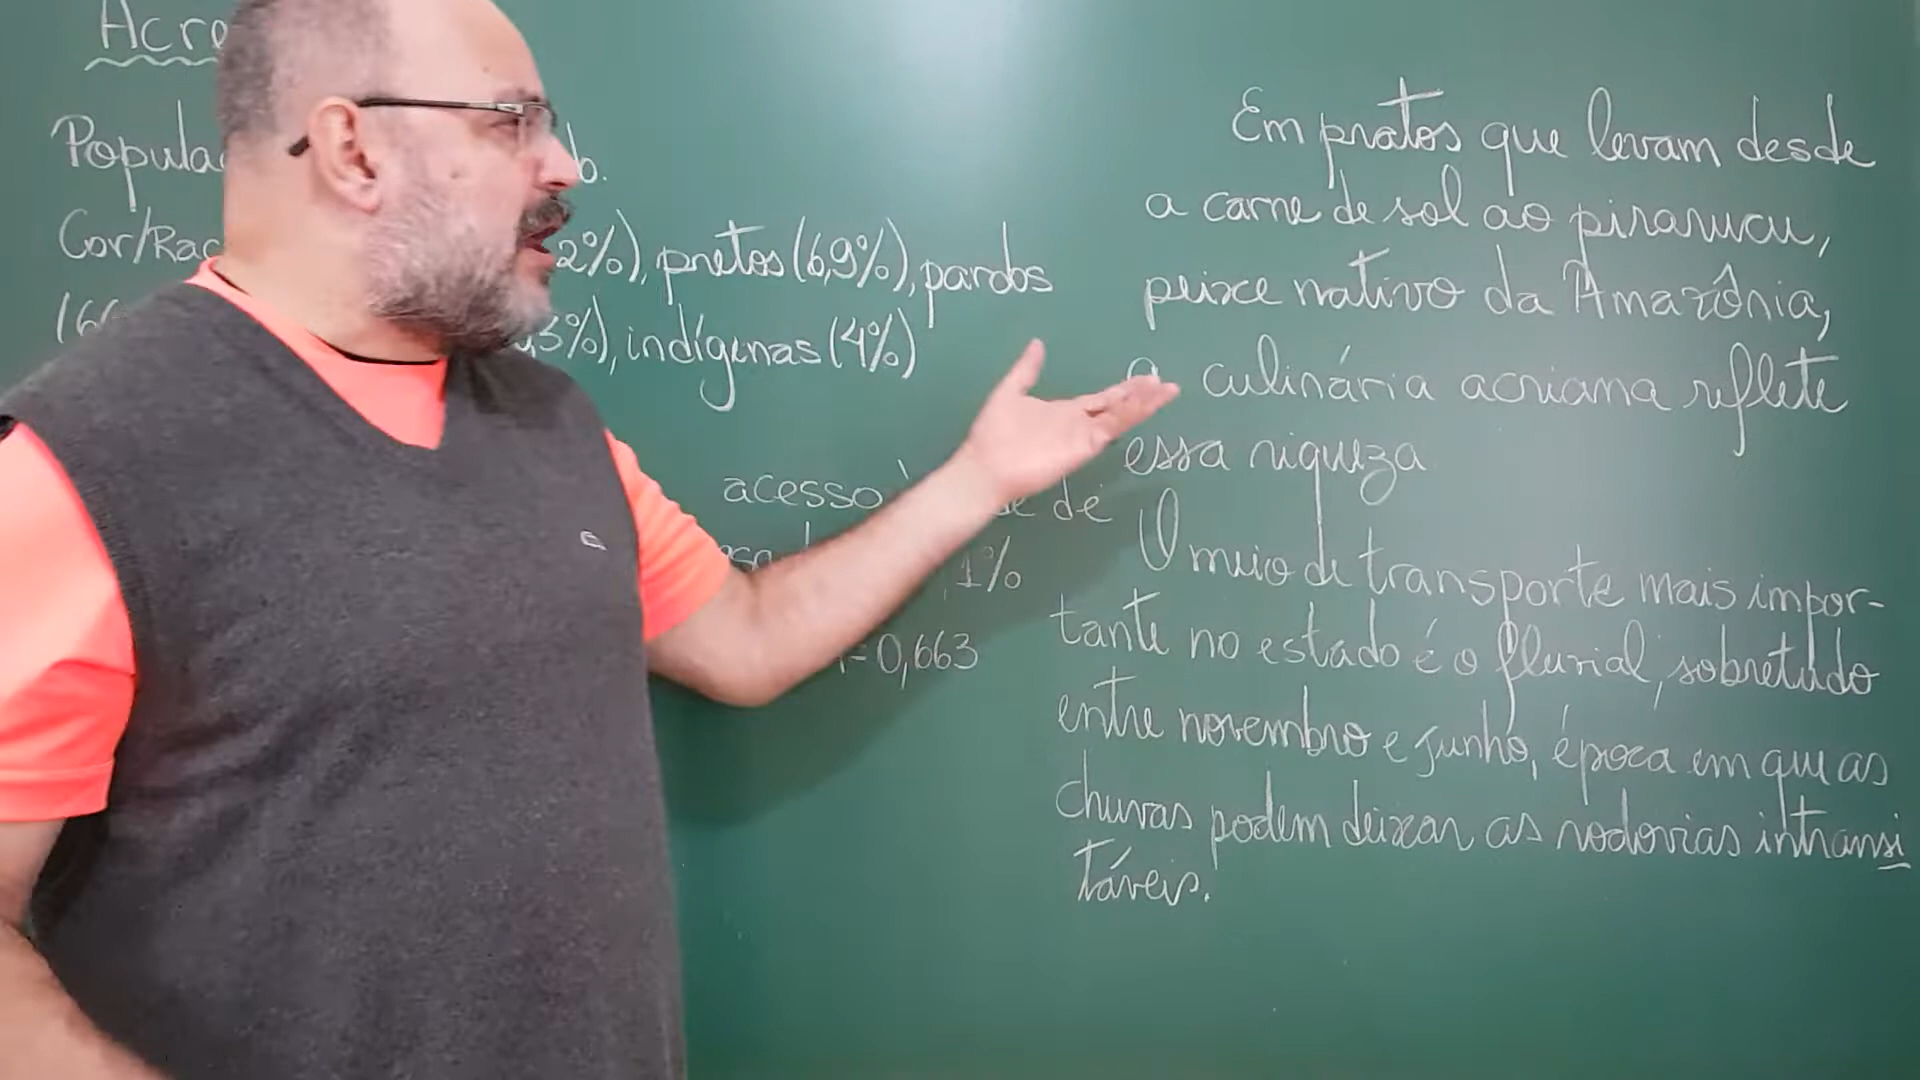 Acre
Popula
Cor/Raç 2%), pretos (6,9%), pardos
(66 ,3%), indígenas (4%)
acesso à de de
1%
= 0,663
Em pratos que levam desde
a carne de sol ao pirarucu,
peixe nativo da Amazônia,
a culinária acriana reflete
essa riqueza
O meio de transporte mais impor-
tante no estado é o fluvial, sobretudo
entre novembro e junho, época em que as
chuvas podem deixar as rodovias intransi
táveis.